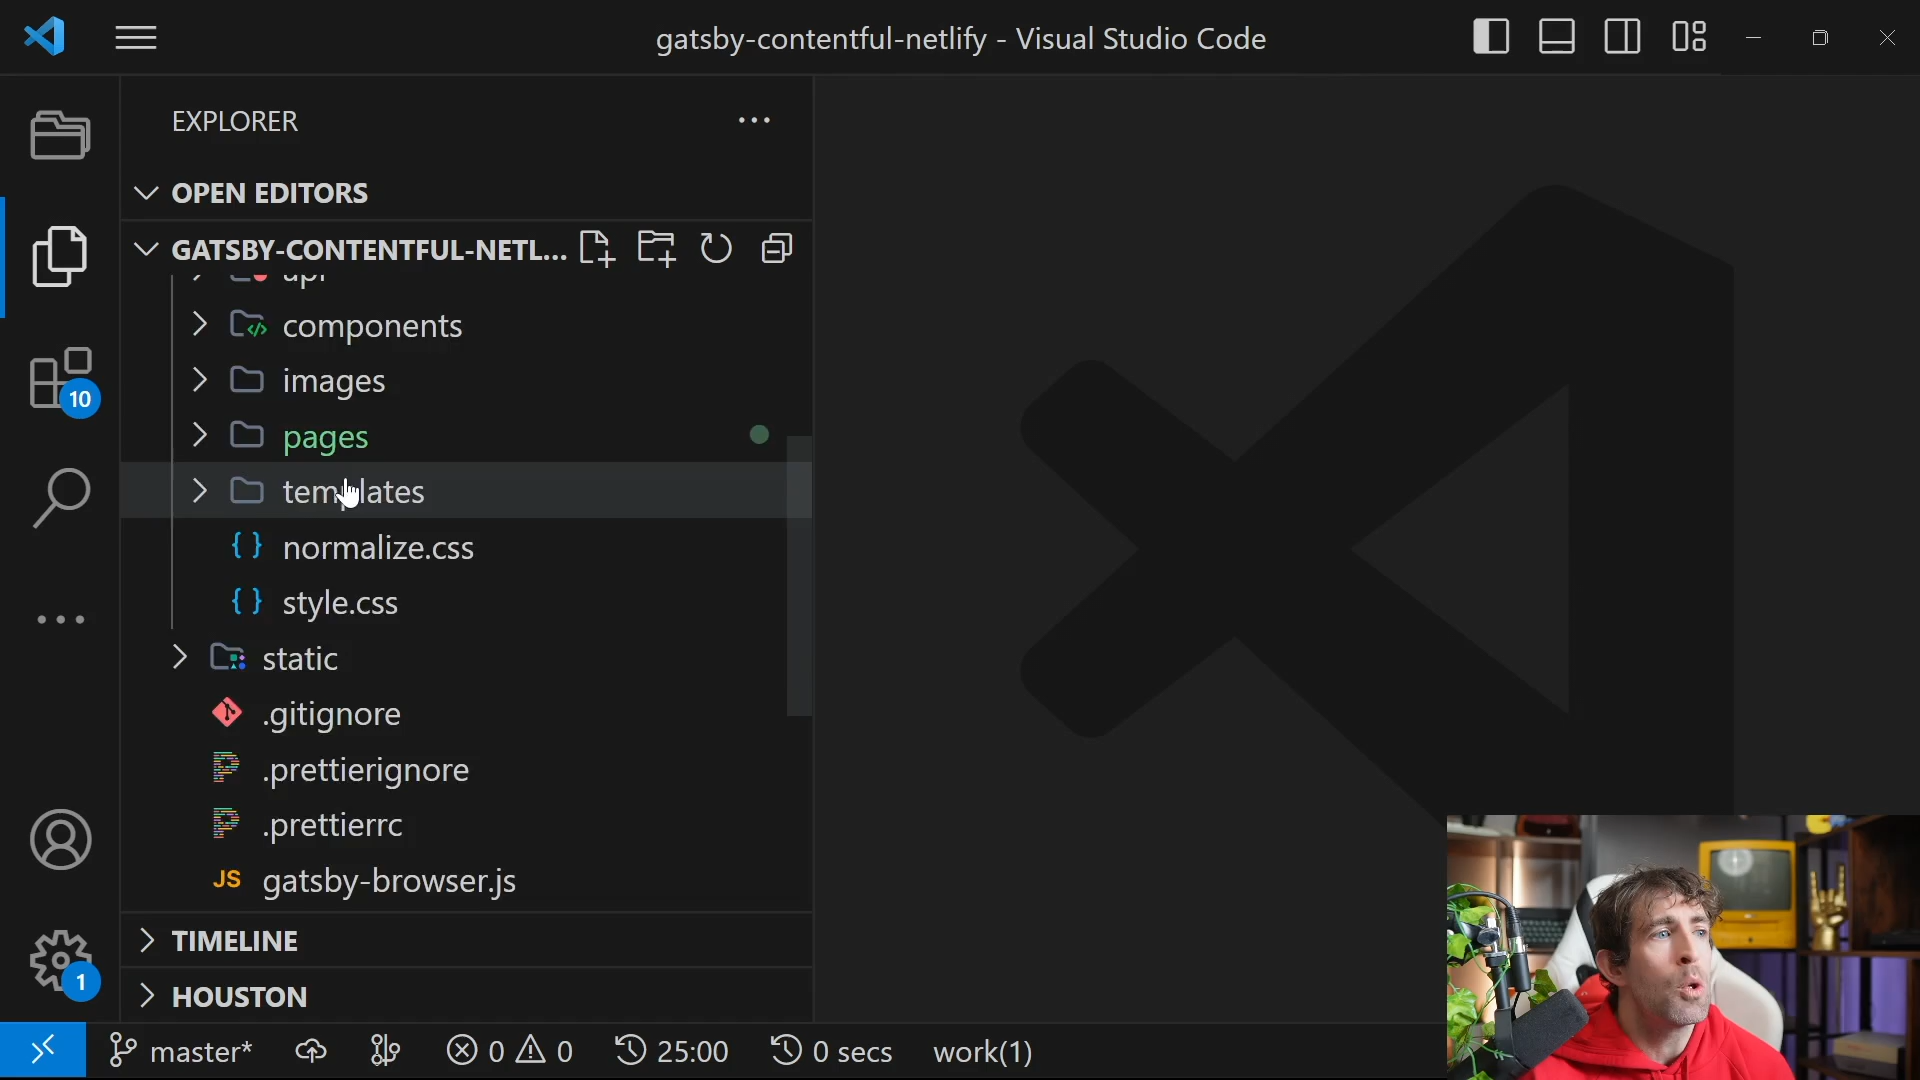 gatsby-contentful-netlify - Visual Studio Code
EXPLORER
OPEN EDITORS
GATSBY-CONTENTFUL-NETL...
api
components
images
10
pages
templates
normalize.css
style.css
static
.gitignore
.prettierignore
.prettierrc
JS gatsby-browser.js
TIMELINE
1
HOUSTON
master* 0 0 25:00 0 secs work(1)